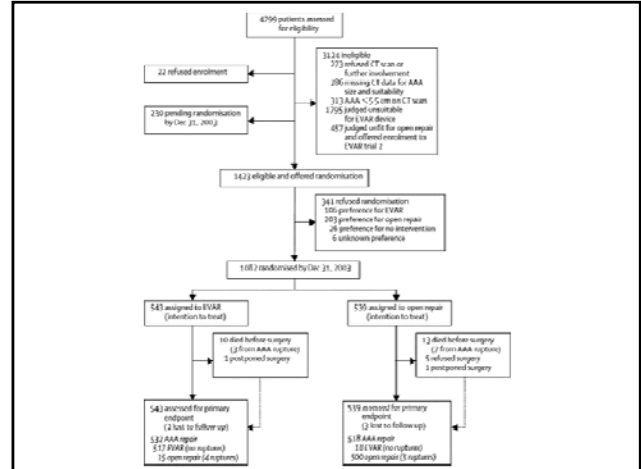 4799 patients assessed
for eligibility
3124 ineligible
273 refused CT scan or
further involvement
286 missing CT data for AAA
size and suitability
313 AAA <5.5 cm on CT scan
1795 judged unsuitable
for EVAR device
457 judged unfit for open repair
and offered enrolment to
EVAR trial 2
22 refused enrolment
230 pending randomisation
by Dec 31, 2003
1423 eligible and offered randomisation
341 refused randomisation
106 preference for EVAR
203 preference for open repair
26 preference for no intervention
6 unknown preference
1082 randomised by Dec 31, 2003
543 assigned to EVAR
(intention to treat)
539 assigned to open repair
(intention to treat)
10 died before surgery
(3 from AAA rupture)
1 postponed surgery
13 died before surgery
(7 from AAA rupture)
5 refused surgery
1 postponed surgery
543 assessed for primary
endpoint
(2 lost to follow up)
532 AAA repair
517 EVAR (no ruptures)
15 open repair (4 ruptures)
539 assessed for primary
endpoint
(3 lost to follow up)
518 AAA repair
10 EVAR (no ruptures)
500 open repair (3 ruptures)